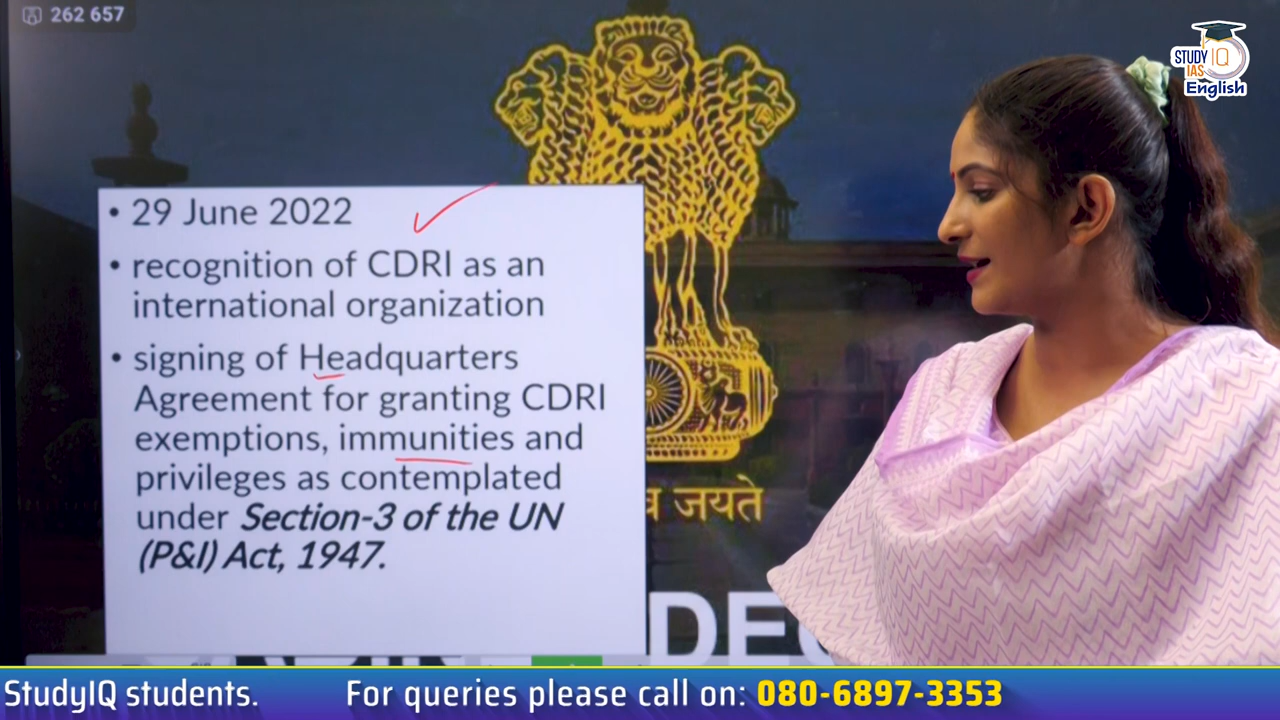 262 657
STUDY IQ
IAS
English
• 29 June 2022
• recognition of CDRI as an
international organization
• signing of Headquarters
Agreement for granting CDRI
exemptions, immunities and
privileges as contemplated
under Section-3 of the UN
(P&I) Act, 1947.
जयते
StudyIQ students. For queries please call on: 080-6897-3353